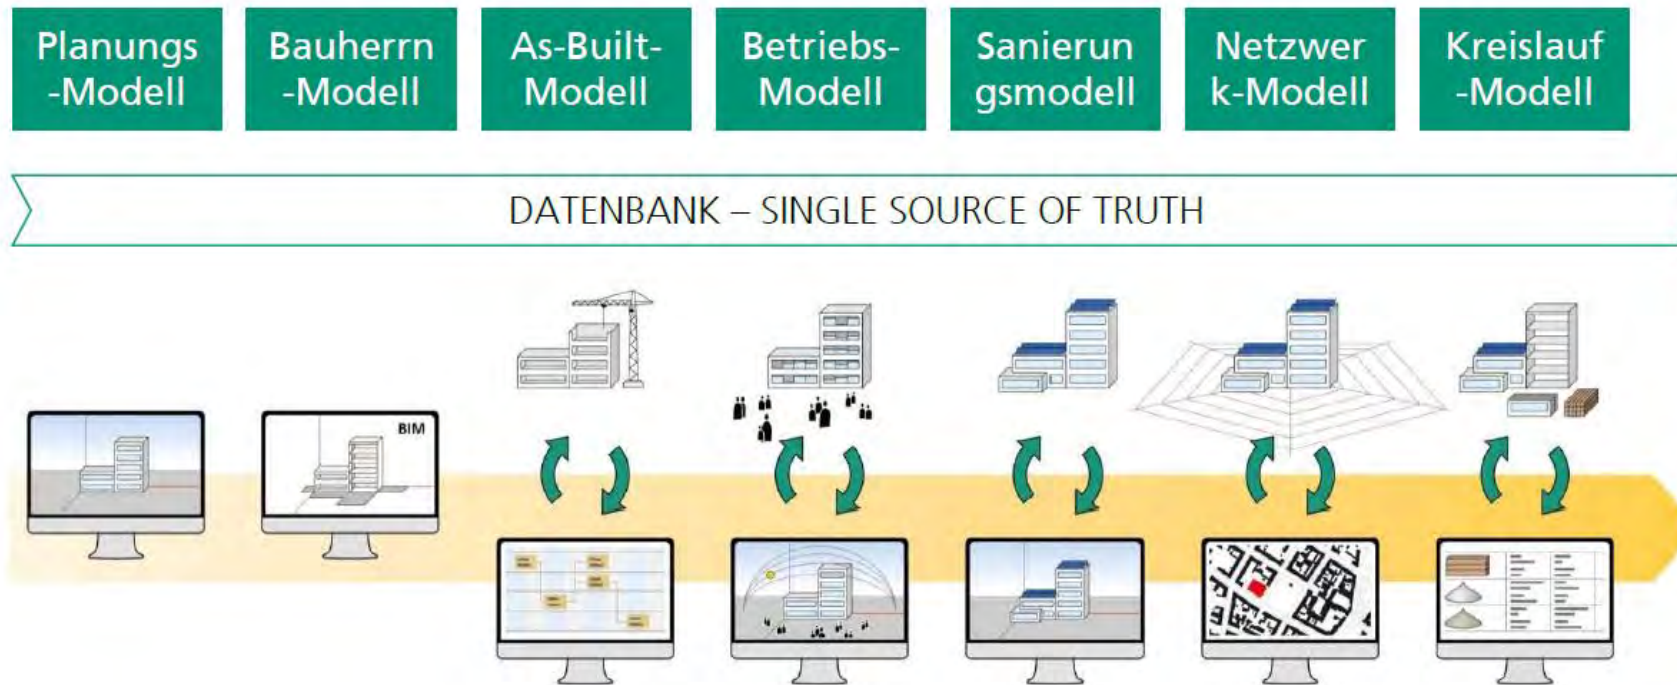 Planungs
-Modell
Bauherrn
-Modell
As-Built-
Modell
Betriebs-
Modell
Sanierun
gsmodell
Netzwer
k-Modell
Kreislauf
-Modell
DATENBANK – SINGLE SOURCE OF TRUTH
BIM